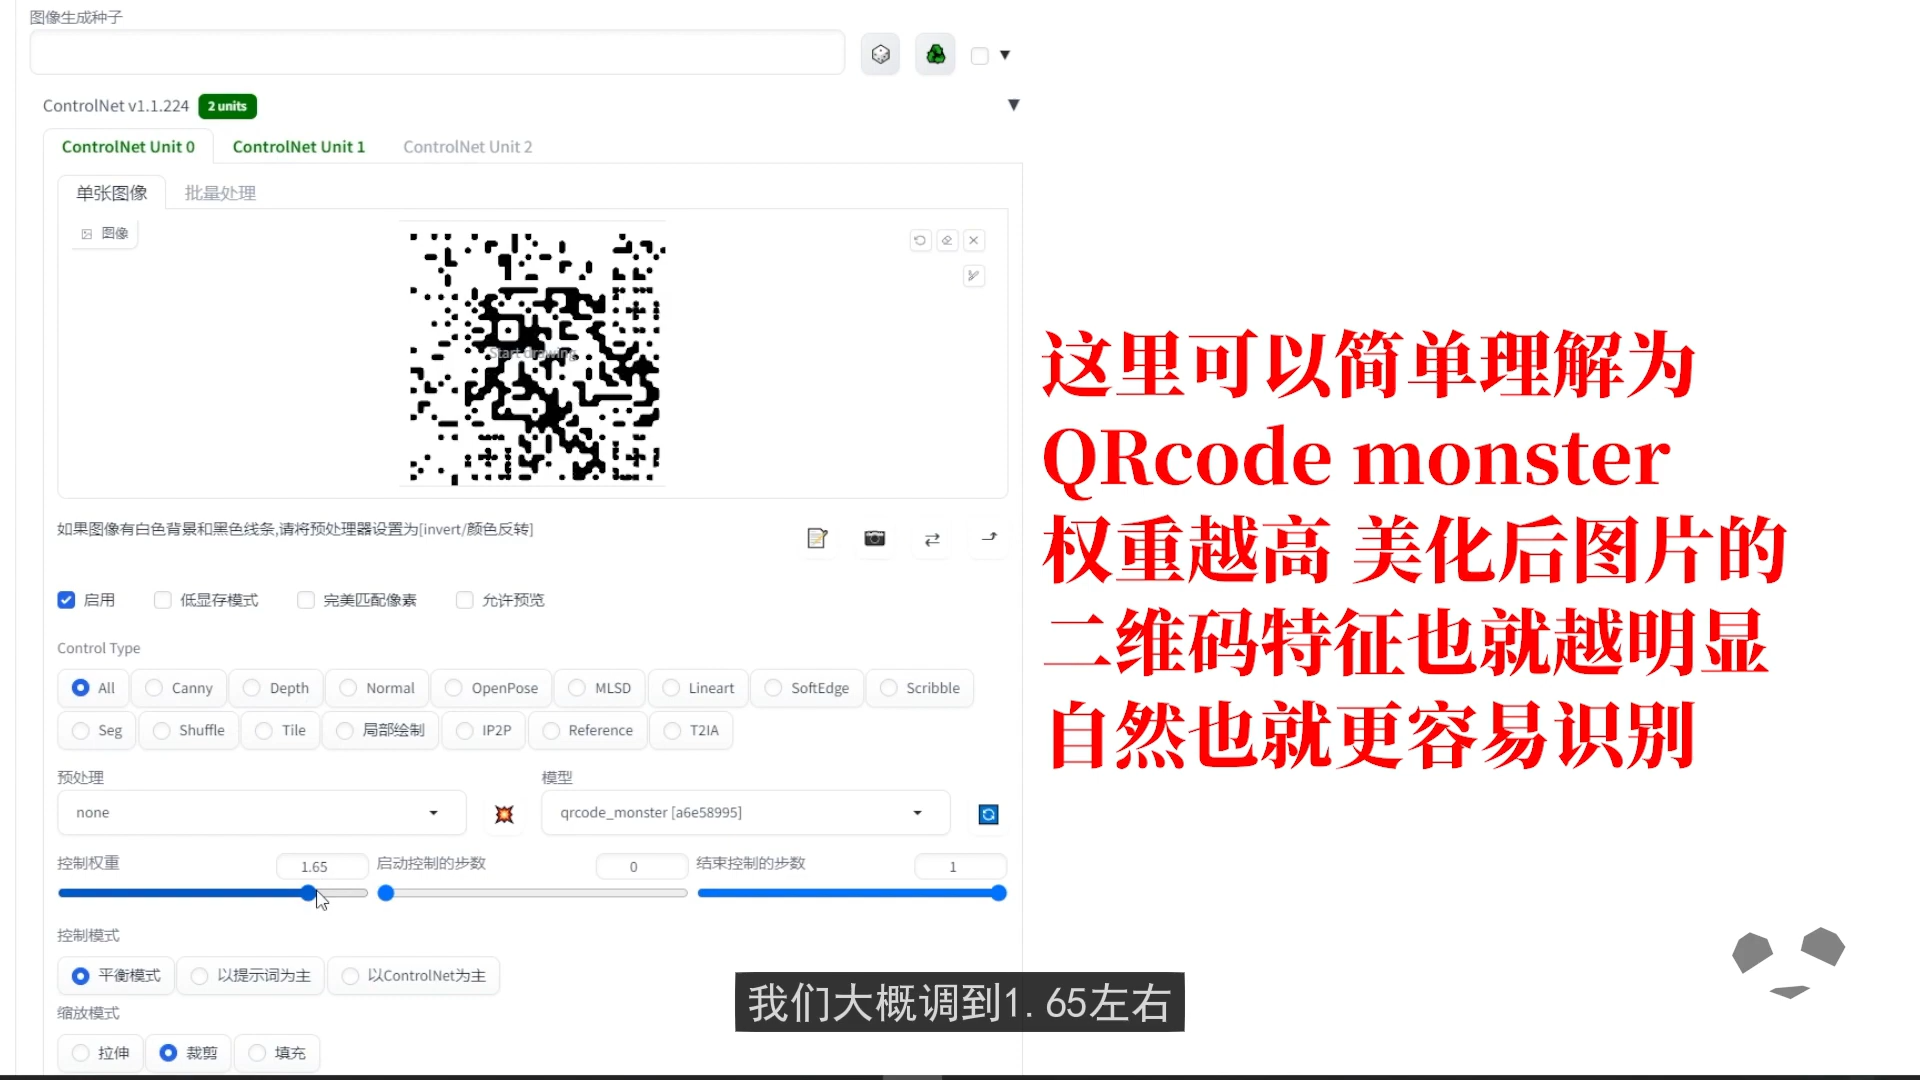 图像生成种子
ControlNet v1.1.224 2 units
ControlNet Unit 0 ControlNet Unit 1 ControlNet Unit 2
单张图像 批量处理
图像
Start drawing
如果图像有白色背景和黑色线条,请将预处理器设置为[invert/颜色反转]
启用 低显存模式 完美匹配像素 允许预览
Control Type
All Canny Depth Normal OpenPose MLSD Lineart SoftEdge Scribble
Seg Shuffle Tile 局部绘制 IP2P Reference T2IA
预处理 模型
none qrcode_monster [a6e58995]
控制权重 1.65 启动控制的步数 0 结束控制的步数 1
控制模式
平衡模式 以提示词为主 以ControlNet为主
缩放模式
拉伸 裁剪 填充
这里可以简单理解为
QRcode monster
权重越高 美化后图片的
二维码特征也就越明显
自然也就更容易识别
我们大概调到1.65左右